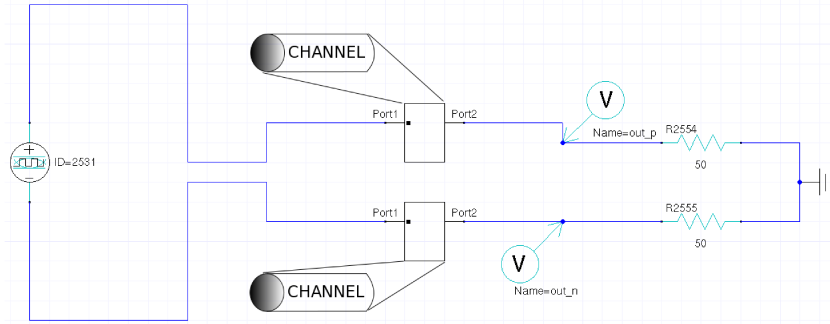 CHANNEL
Port1
Port2
V
Name=out_p
R2554
50
ID=2531
Port1
Port2
R2555
50
V
Name=out_n
CHANNEL